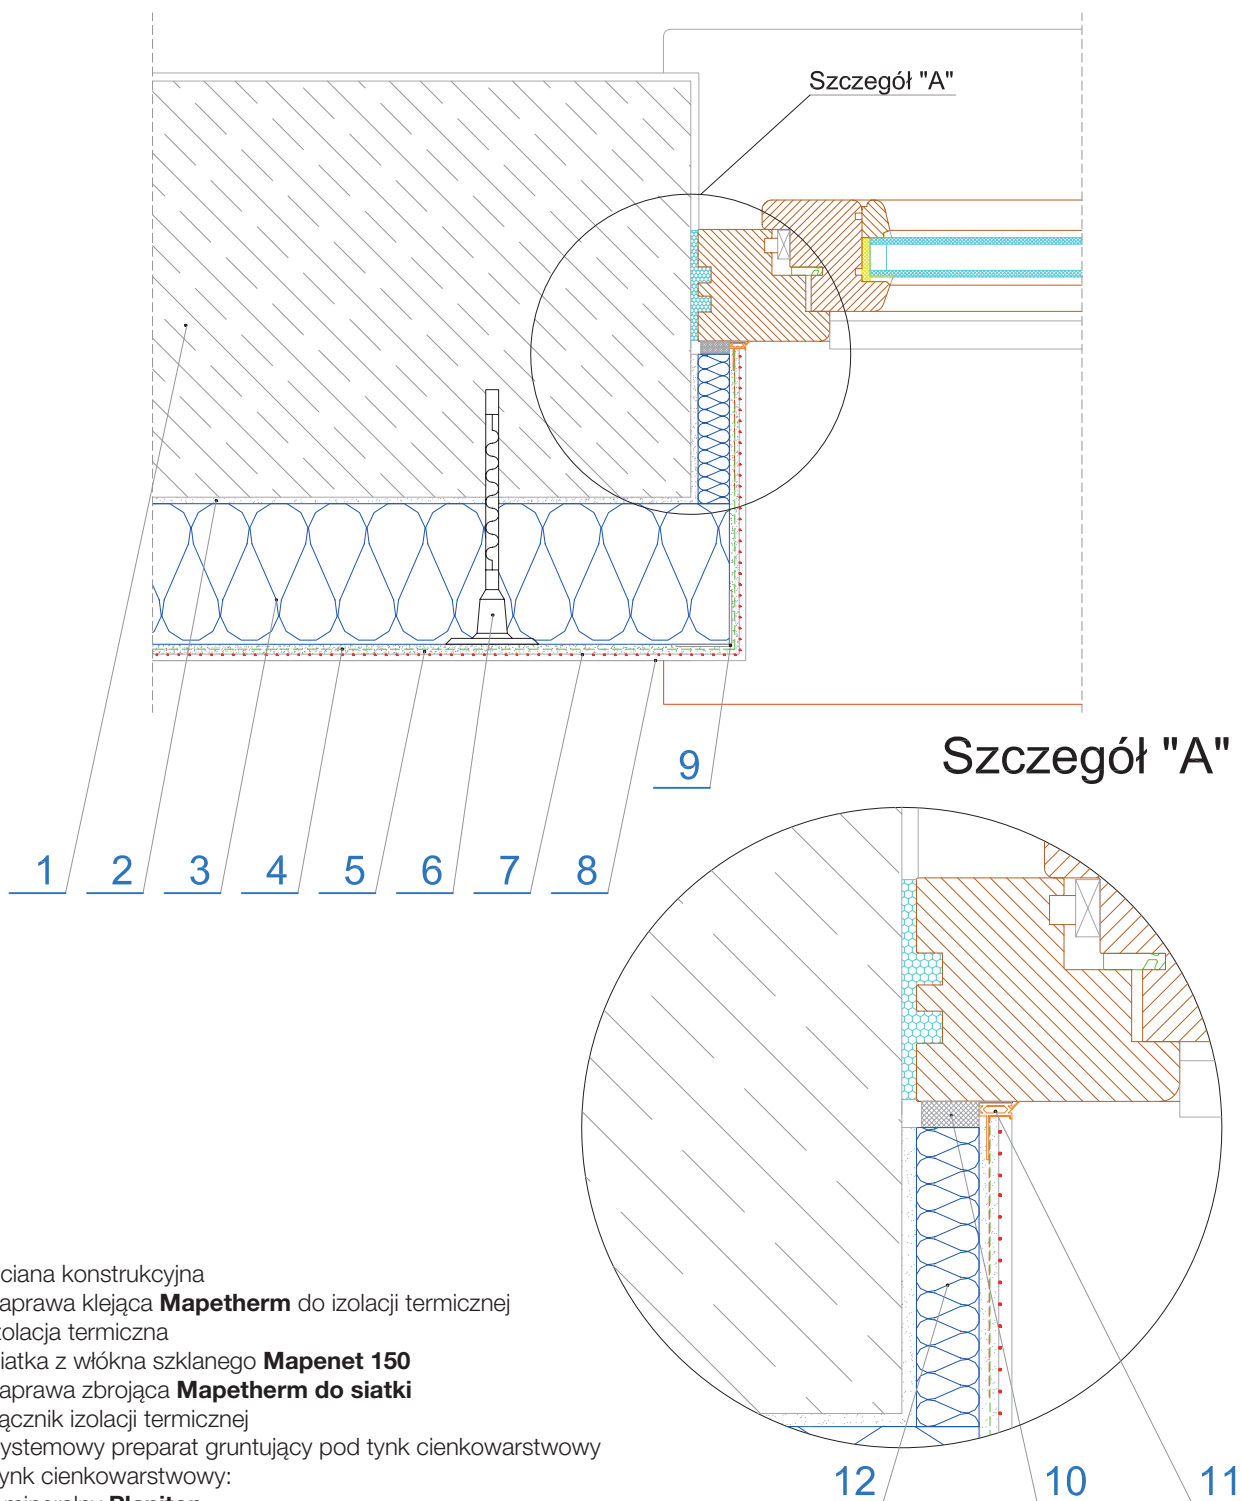 Szczegół "A"
9
Szczegół "A"
1 2 3 4 5 6 7 8
ciana konstrukcyjna
aprawa klejąca Mapetherm do izolacji termicznej
zolacja termiczna
iatka z włókna szklanego Mapenet 150
aprawa zbrojąca Mapetherm do siatki
ącznik izolacji termicznej
ystemowy preparat gruntujący pod tynk cienkowarstwowy
ynk cienkowarstwowy:
12 10 11
mineralny Planitop